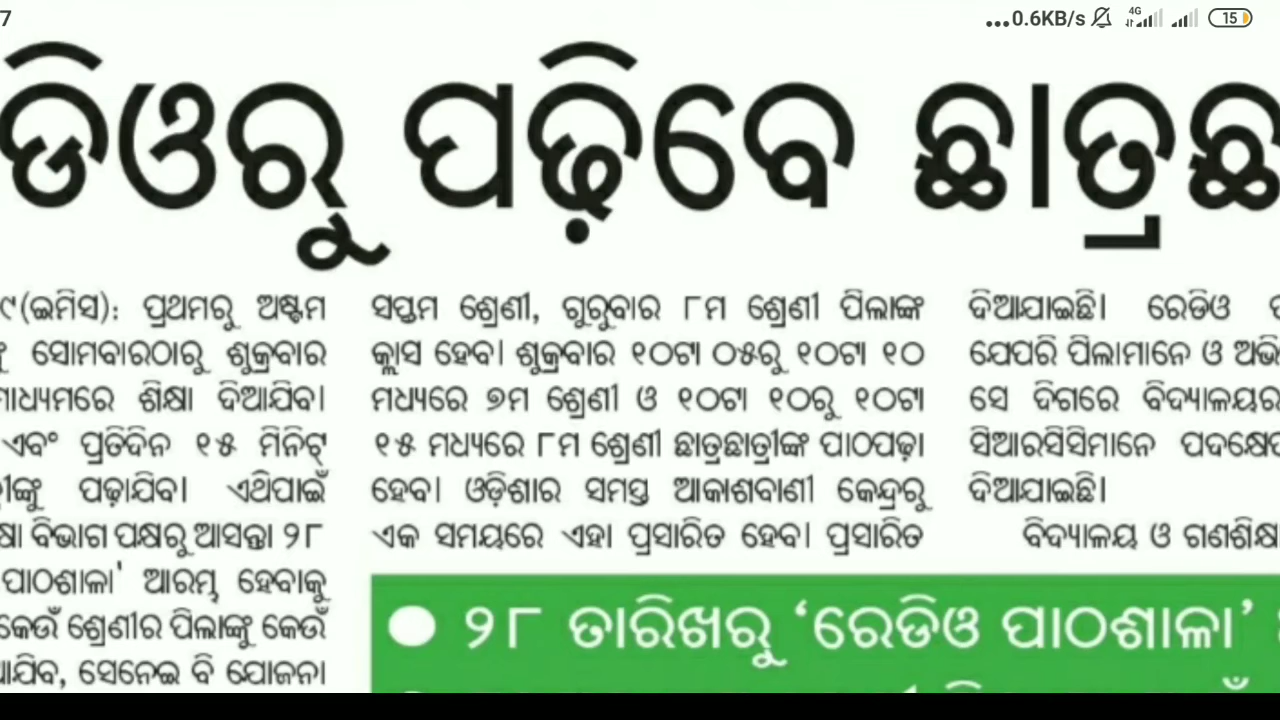 7
...0.6KB/s 4G 15
ଡିଓରୁ ପଢ଼ିବେ ଛାତ୍ରଛ
୯(ଇମିସ): ପ୍ରଥମରୁ ଅଷ୍ଟମ
ସୋମବାରଠାରୁ ଶୁକ୍ରବାର
ମାଧ୍ୟମରେ ଶିକ୍ଷା ଦିଆଯିବ।
ଏବଂ ପ୍ରତିଦିନ ୧୫ ମିନିଟ୍
ପଢ଼ାଯିବ। ଏଥିପାଇଁ
ବିଭାଗ ପକ୍ଷରୁ ଆସନ୍ତା ୨୮
ପାଠଶାଳା' ଆରମ୍ଭ ହେବାକୁ
କେଉଁ ଶ୍ରେଣୀର ପିଲାଙ୍କୁ କେଉଁ
ସେନେଇ ବି ଯୋଜନା
ସପ୍ତମ ଶ୍ରେଣୀ, ଗୁରୁବାର ୮ମ ଶ୍ରେଣୀ ପିଲାଙ୍କ
କ୍ଲାସ ହେବ। ଶୁକ୍ରବାର ୧୦ଟା ୦୫ରୁ ୧୦ଟା ୧୦
ମଧ୍ୟରେ ୭ମ ଶ୍ରେଣୀ ଓ ୧୦ଟା ୧୦ରୁ ୧୦ଟା
୧୫ ମଧ୍ୟରେ ୮ମ ଶ୍ରେଣୀ ଛାତ୍ରଛାତ୍ରୀଙ୍କ ପାଠପଢ଼ା
ହେବ। ଓଡ଼ିଶାର ସମସ୍ତ ଆକାଶବାଣୀ କେନ୍ଦ୍ରରୁ
ଏକ ସମୟରେ ଏହା ପ୍ରସାରିତ ହେବ। ପ୍ରସାରିତ
ଦିଆଯାଇଛି। ରେଡିଓ
ଯେପରି ପିଲାମାନେ ଓ ଅଭି
ସେ ଦିଗରେ ବିଦ୍ୟାଳୟର
ସିଆରସିସିମାନେ ପଦକ୍ଷେପ
ଦିଆଯାଇଛି।
ବିଦ୍ୟାଳୟ ଓ ଗଣଶିକ୍ଷା
● ୨୮ ତାରିଖରୁ ‘ରେଡିଓ ପାଠଶାଳା’